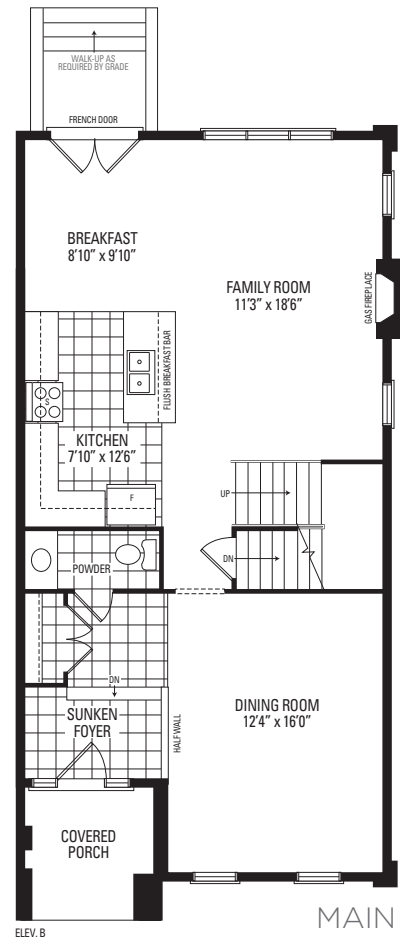 WALK-UP AS
REQUIRED BY GRADE
FRENCH DOOR
BREAKFAST
8'10" x 9'10"
FAMILY ROOM
11'3" x 18'6"
GAS FIREPLACE
FLUSH BREAKFAST BAR
S
KITCHEN
7'10" x 12'6"
F
UP
DN
POWDER
DN
SUNKEN
FOYER
HALF WALL
DINING ROOM
12'4" x 16'0"
COVERED
PORCH
ELEV. B
MAIN